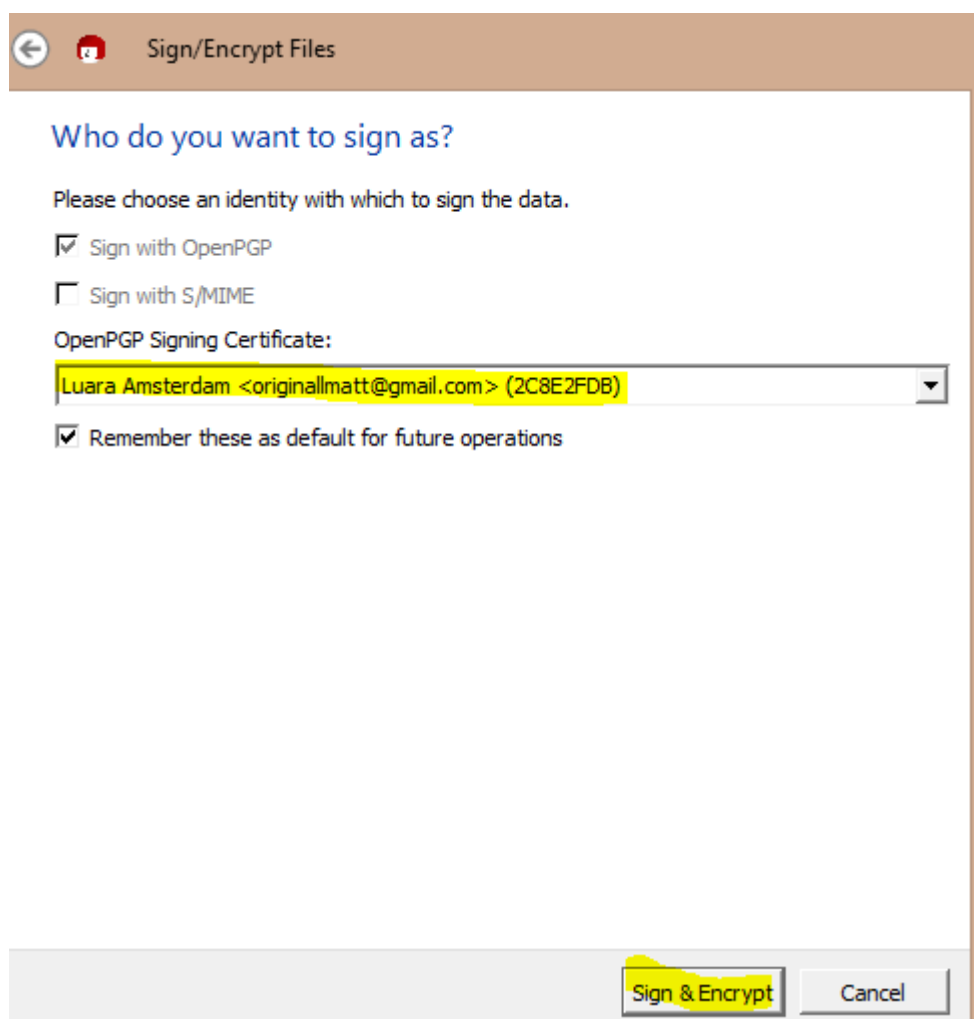 Sign/Encrypt Files
Who do you want to sign as?
Please choose an identity with which to sign the data.
Sign with OpenPGP
Sign with S/MIME
OpenPGP Signing Certificate:
Luara Amsterdam <originallmatt@gmail.com> (2C8E2FDB)
Remember these as default for future operations
Sign & Encrypt Cancel